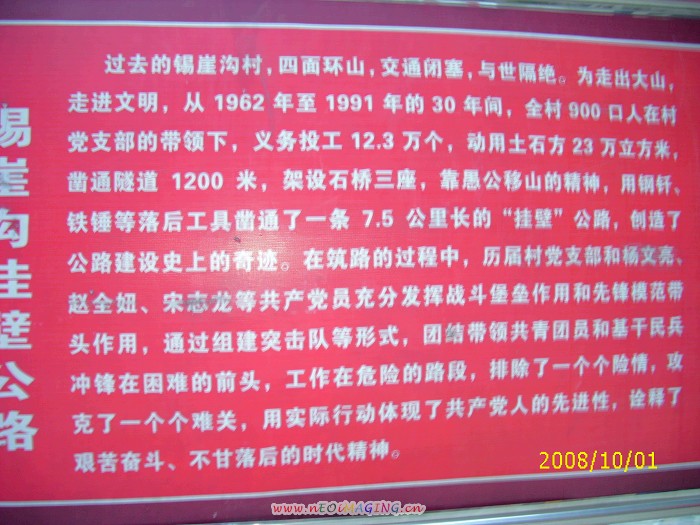 锡崖沟挂壁公路
过去的锡崖沟村，四面环山，交通闭塞，与世隔绝。为走出大山，
走进文明，从 1962 年至 1991 年的 30 年间，全村 900 口人在村
党支部的带领下，义务投工 12.3 万个，动用土石方 23 万立方米，
凿通隧道 1200 米，架设石桥三座，靠愚公移山的精神，用钢钎、
铁锤等落后工具凿通了一条 7.5 公里长的“挂壁”公路，创造了
公路建设史上的奇迹。在筑路的过程中，历届村党支部和杨文亮、
赵全妞、宋志龙等共产党员充分发挥战斗堡垒作用和先锋模范带
头作用，通过组建突击队等形式，团结带领共青团员和基干民兵
冲锋在困难的前头，工作在危险的路段，排除了一个个险情，攻
克了一个个难关，用实际行动体现了共产党人的先进性，诠释了
艰苦奋斗、不甘落后的时代精神。
2008/10/01
www.nEOiMAGING.cn